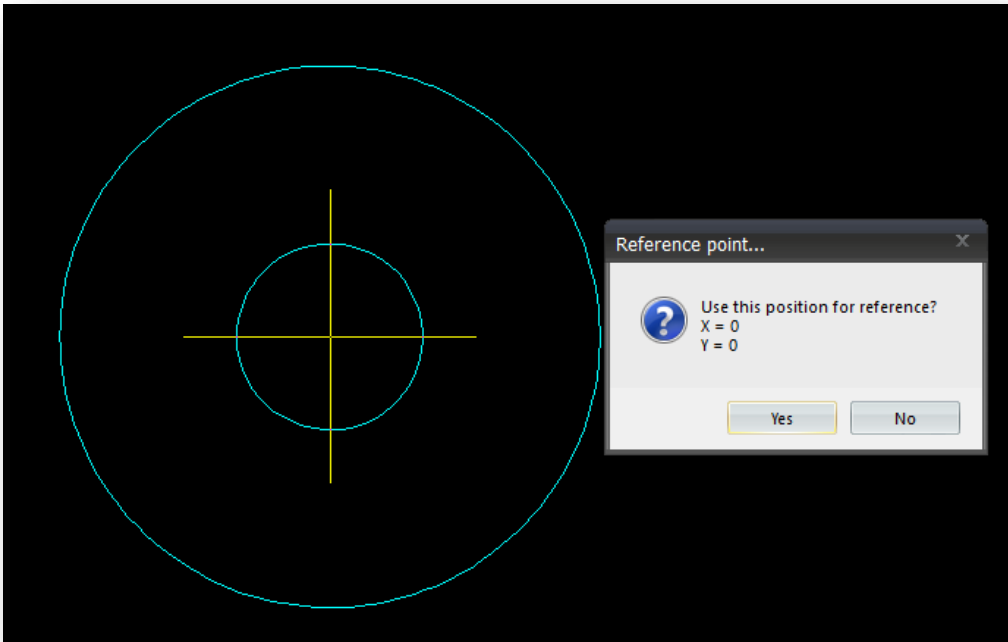 Reference point...
Use this position for reference?
X = 0
Y = 0
Yes
No